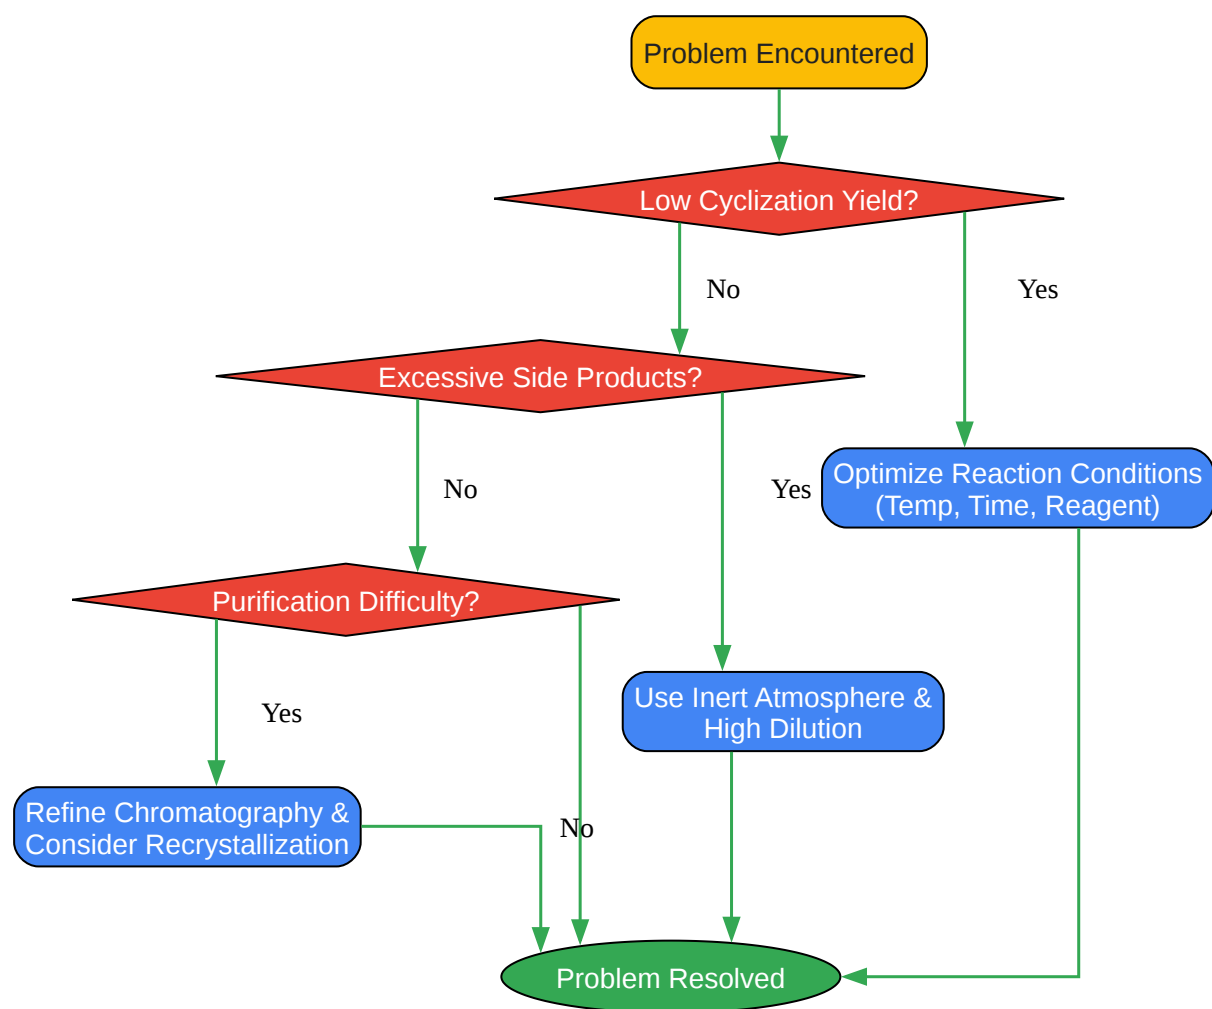 Problem Encountered
Low Cyclization Yield?
No
Yes
Excessive Side Products?
No
Yes
Optimize Reaction Conditions
(Temp, Time, Reagent)
Purification Difficulty?
Yes
No
Use Inert Atmosphere &
High Dilution
Refine Chromatography &
Consider Recrystallization
Problem Resolved